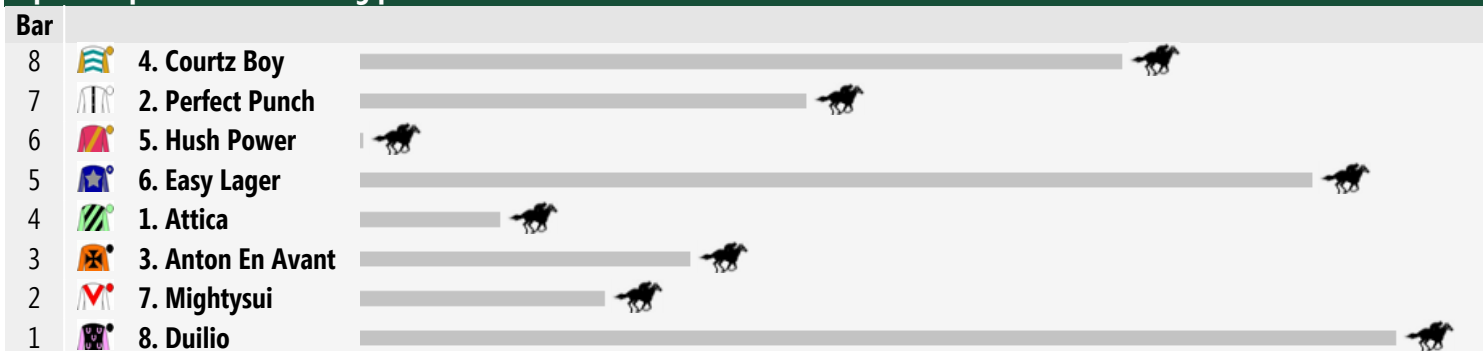 Bar
8 4. Courtz Boy
7 2. Perfect Punch
6 5. Hush Power
5 6. Easy Lager
4 1. Attica
3 3. Anton En Avant
2 7. Mightysui
1 8. Duilio